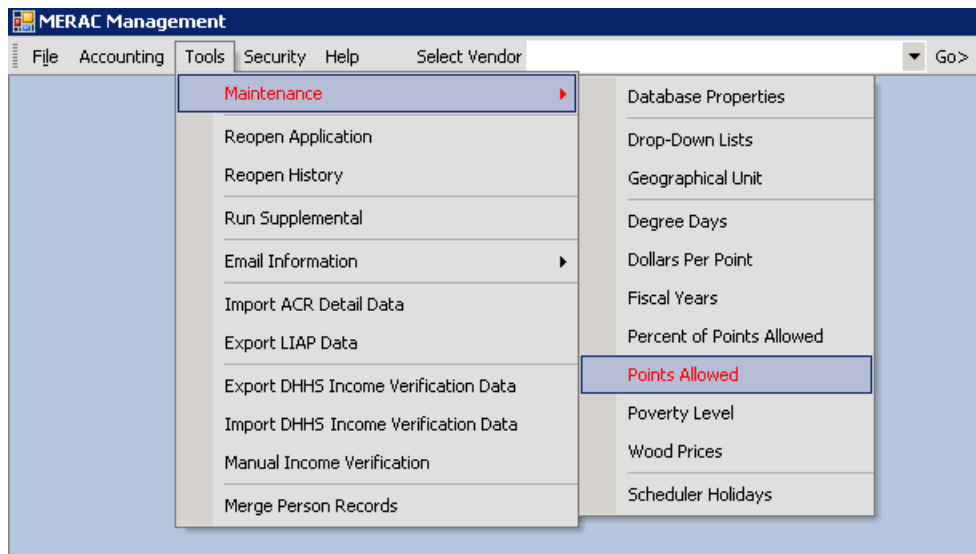 MERAC Management
File Accounting Tools Security Help Select Vendor Go>
Maintenance
Reopen Application
Reopen History
Run Supplemental
Email Information
Import ACR Detail Data
Export LIAP Data
Export DHHS Income Verification Data
Import DHHS Income Verification Data
Manual Income Verification
Merge Person Records
Database Properties
Drop-Down Lists
Geographical Unit
Degree Days
Dollars Per Point
Fiscal Years
Percent of Points Allowed
Points Allowed
Poverty Level
Wood Prices
Scheduler Holidays